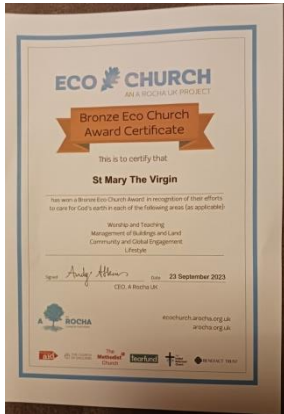 ECO CHURCH
AN A ROCHA UK PROJECT
Bronze Eco Church
Award Certificate
This is to certify that
St Mary The Virgin
has won a Bronze Eco Church Award in recognition of their efforts
to care for God's earth in each of the following areas (as applicable):
Worship and Teaching
Management of Buildings and Land
Community and Global Engagement
Lifestyle
Signed
Date 23 September 2023
CEO, A Rocha UK
A ROCHA
ecochurch.arocha.org.uk
arocha.org.uk
aid
The Methodist Church
tearfund